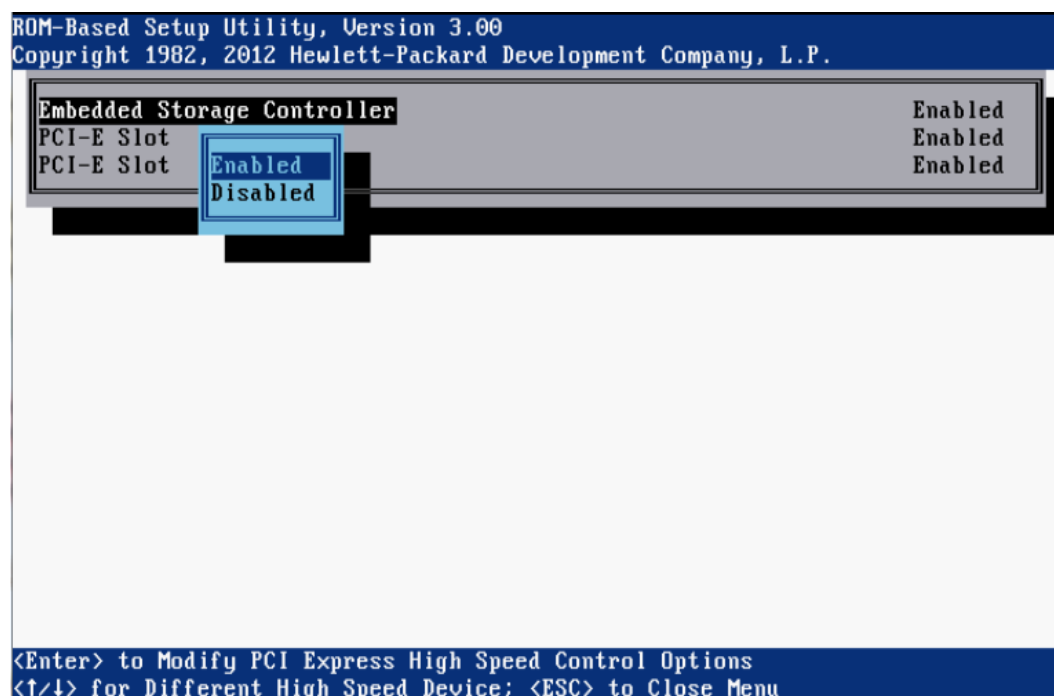 ROM-Based Setup Utility, Version 3.00
Copyright 1982, 2012 Hewlett-Packard Development Company, L.P.
Embedded Storage Controller Enabled
PCI-E Slot Enabled
PCI-E Slot Enabled
Enabled
Disabled
<Enter> to Modify PCI Express High Speed Control Options
<↑/↓> for Different High Speed Device; <ESC> to Close Menu